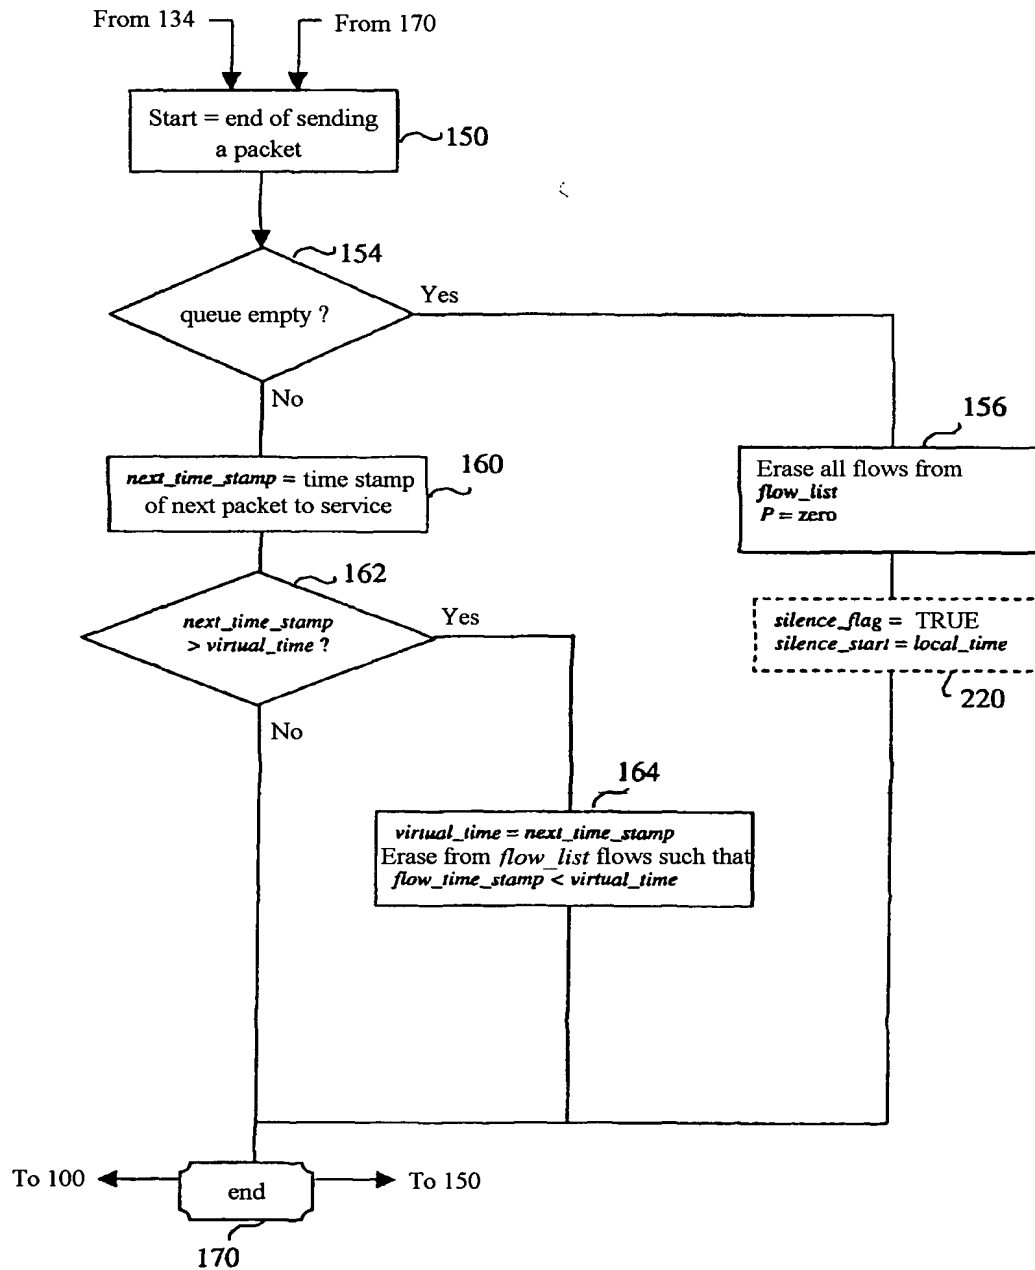 From 134
From 170
Start = end of sending
a packet
150
154
queue empty ?
Yes
No
156
Erase all flows from
flow_list
P = zero
next_time_stamp = time stamp
of next packet to service
160
162
next_time_stamp
> virtual_time ?
Yes
No
silence_flag = TRUE
silence_start = local_time
220
164
virtual_time = next_time_stamp
Erase from flow_list flows such that
flow_time_stamp < virtual_time
To 100
end
To 150
170